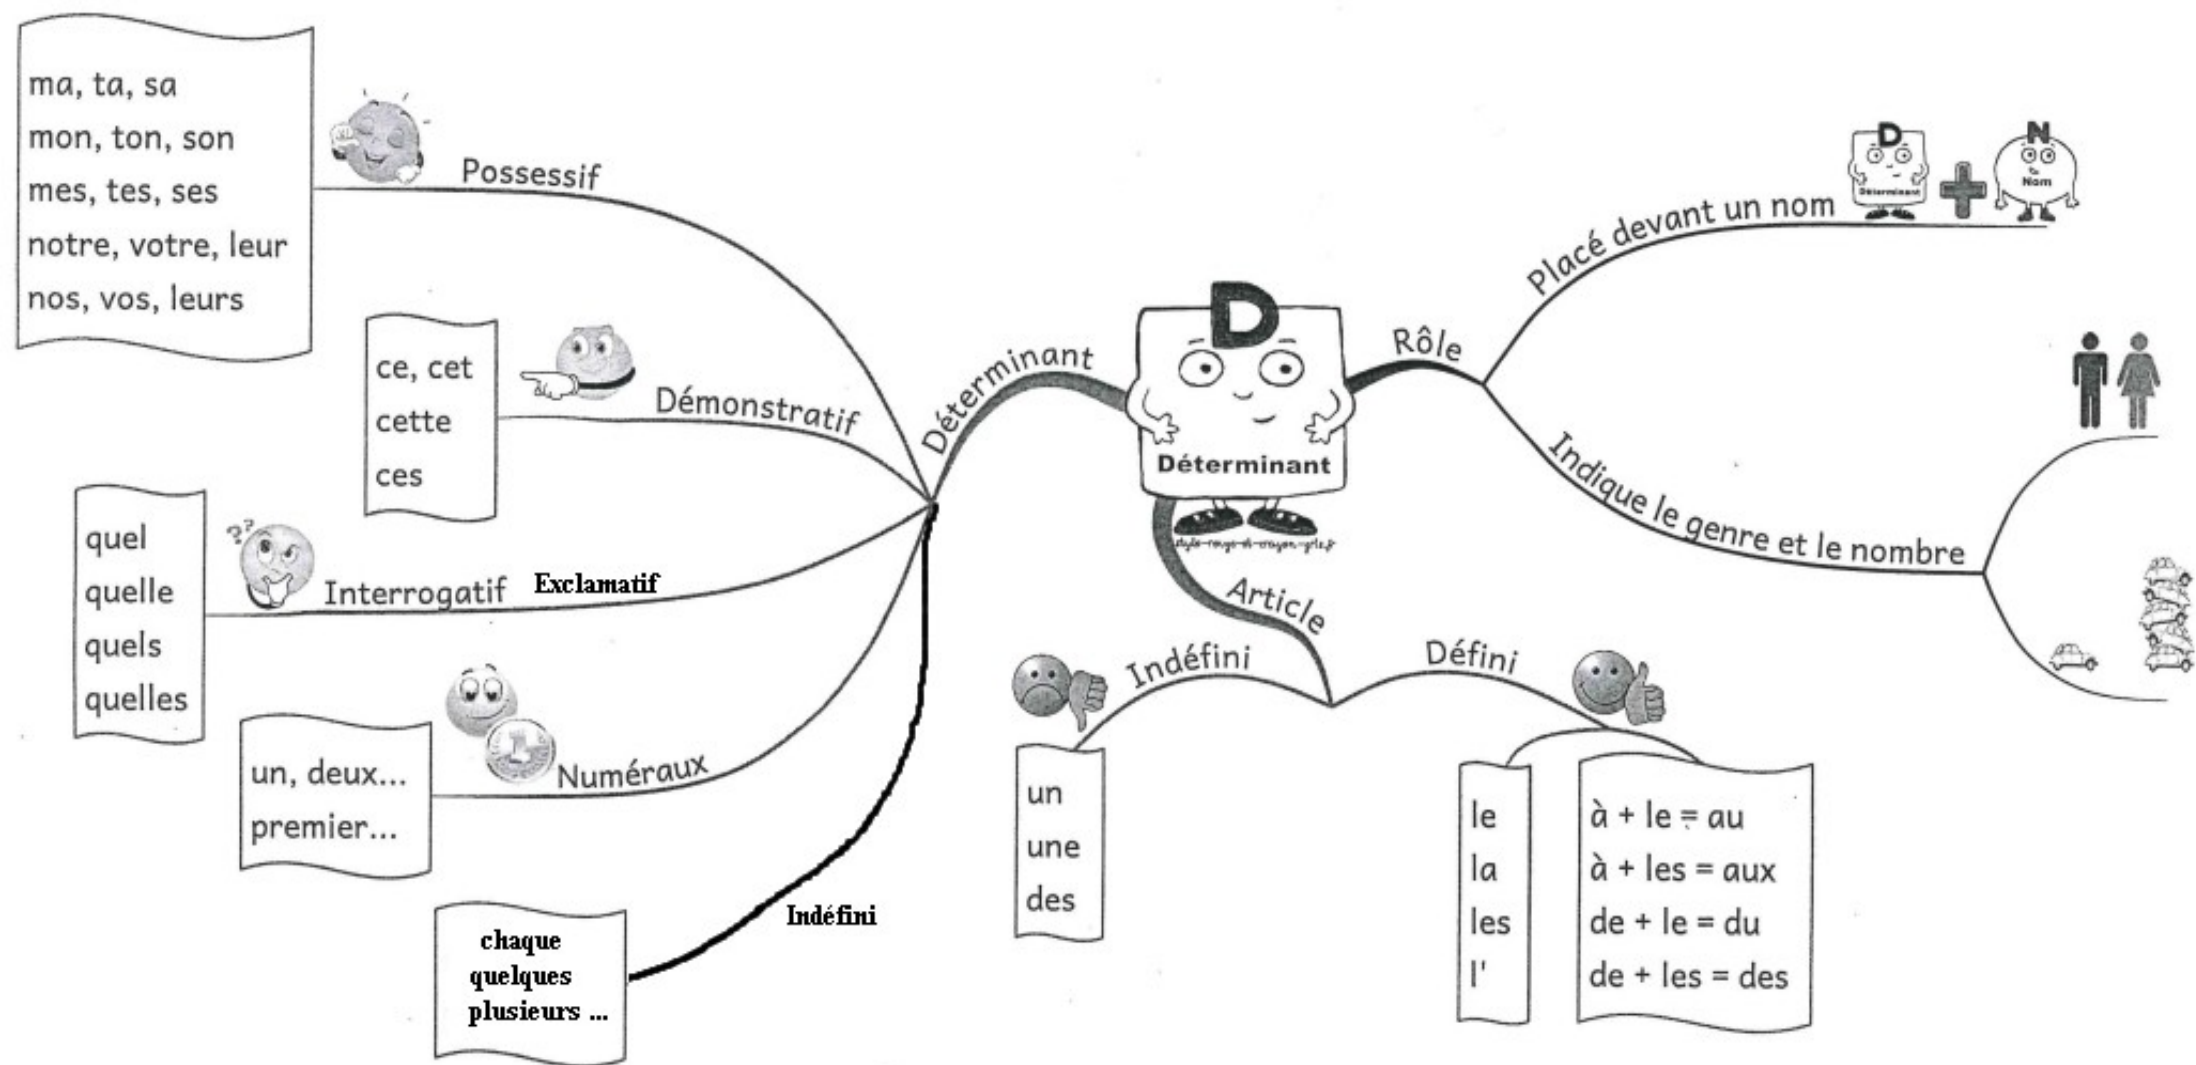 ma, ta, sa
mon, ton, son
mes, tes, ses
notre, votre, leur
nos, vos, leurs
Possessif
ce, cet
cette
ces
Démonstratif
quel
quelle
quels
quelles
??
Interrogatif Exclamatif
un, deux...
premier...
Numéraux
chaque
quelques
plusieurs ...
Indéfini
Déterminant
D
Déterminant
Article
Indéfini
un
une
des
Défini
le
la
les
l'
à + le = au
à + les = aux
de + le = du
de + les = des
Rôle
Placé devant un nom
D
Déterminant
+
N
Nom
Indique le genre et le nombre